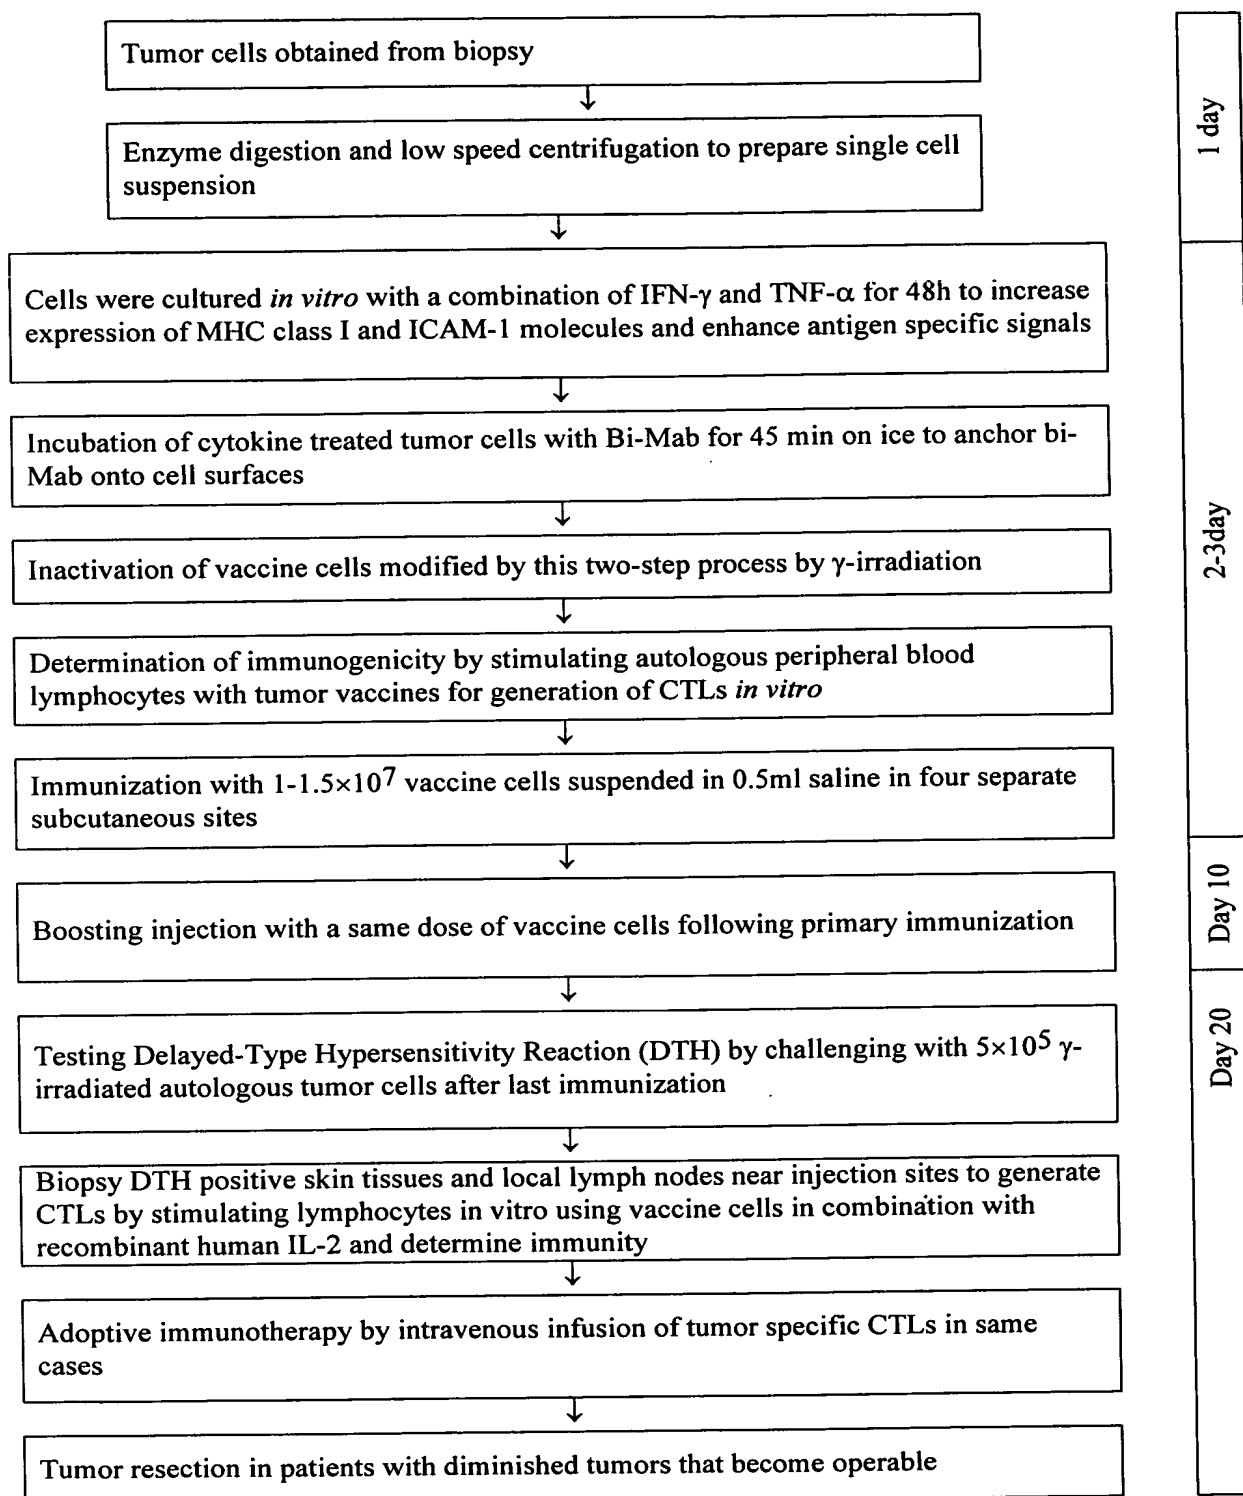 Tumor cells obtained from biopsy
↓
Enzyme digestion and low speed centrifugation to prepare single cell
suspension
↓
Cells were cultured in vitro with a combination of IFN-γ and TNF-α for 48h to increase
expression of MHC class I and ICAM-1 molecules and enhance antigen specific signals
↓
Incubation of cytokine treated tumor cells with Bi-Mab for 45 min on ice to anchor bi-
Mab onto cell surfaces
↓
Inactivation of vaccine cells modified by this two-step process by γ-irradiation
↓
Determination of immunogenicity by stimulating autologous peripheral blood
lymphocytes with tumor vaccines for generation of CTLs in vitro
↓
Immunization with 1-1.5×10⁷ vaccine cells suspended in 0.5ml saline in four separate
subcutaneous sites
↓
Boosting injection with a same dose of vaccine cells following primary immunization
↓
Testing Delayed-Type Hypersensitivity Reaction (DTH) by challenging with 5×10⁵ γ-
irradiated autologous tumor cells after last immunization
↓
Biopsy DTH positive skin tissues and local lymph nodes near injection sites to generate
CTLs by stimulating lymphocytes in vitro using vaccine cells in combination with
recombinant human IL-2 and determine immunity
↓
Adoptive immunotherapy by intravenous infusion of tumor specific CTLs in same
cases
↓
Tumor resection in patients with diminished tumors that become operable
1 day
2-3day
Day 10
Day 20